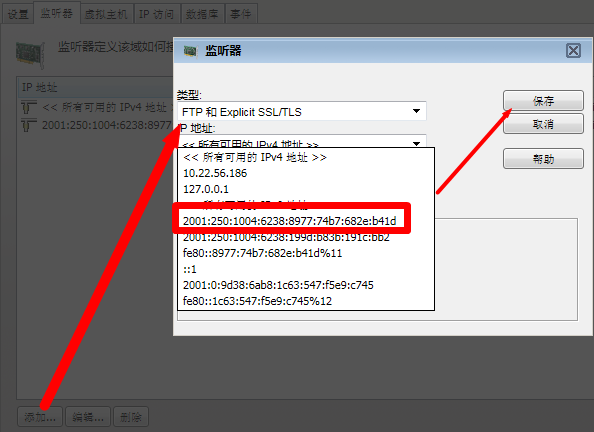 设置 监听器 虚拟主机 IP 访问 数据库 事件
监听器定义该域如何接
IP 地址
<< 所有可用的 IPv4 地址 >
2001:250:1004:6238:8977
添加... 编辑... 删除
监听器
类型:
FTP 和 Explicit SSL/TLS
IP 地址:
<< 所有可用的 IPv4 地址 >>
<< 所有可用的 IPv4 地址 >>
10.22.56.186
127.0.0.1
2001:250:1004:6238:8977:74b7:682e:b41d
2001:250:1004:6238:199d:b83b:191c:bb2
fe80::8977:74b7:682e:b41d%11
::1
2001:0:9d38:6ab8:1c63:547:f5e9:c745
fe80::1c63:547:f5e9:c745%12
保存
取消
帮助